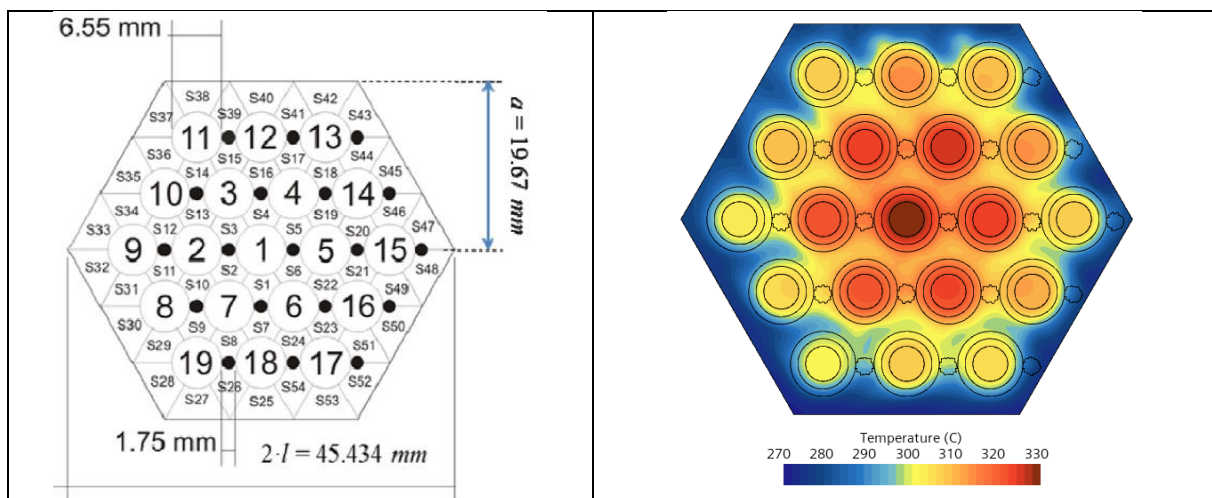 6.55 mm
S38 S40 S42
S37 S39 S41 S43
11 12 13
S36 S15 S17 S44
S35 S14 S16 S18 S45
10 3 4 14
S34 S13 S4 S19 S46
S33 S12 S3 S5 S20 S47
9 2 1 5 15
S32 S11 S2 S6 S21 S48
S31 S10 S1 S22 S49
8 7 6 16
S30 S9 S7 S23 S50
S29 S8 S24 S51
19 18 17
S28 S26 S54 S52
S27 S25 S53
a = 19.67 mm
1.75 mm
2·l = 45.434 mm
Temperature (C)
270 280 290 300 310 320 330